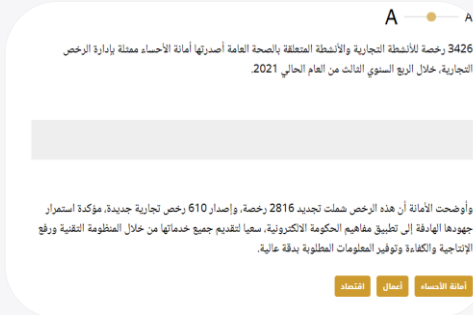 A A
3426 رخصة للأنشطة التجارية والأنشطة المتعلقة بالصحة العامة أصدرتها أمانة الأحساء ممثلة بإدارة الرخص
التجارية، خلال الربع السنوي الثالث من العام الحالي 2021.
وأوضحت الأمانة أن هذه الرخص شملت تجديد 2816 رخصة، وإصدار 610 رخص تجارية جديدة، مؤكدة استمرار
جهودها الهادفة إلى تطبيق مفاهيم الحكومة الالكترونية، سعيا لتقديم جميع خدماتها من خلال المنظومة التقنية ورفع
الإنتاجية والكفاءة وتوفير المعلومات المطلوبة بدقة عالية.
أمانة الأحساء أعمال اقتصاد